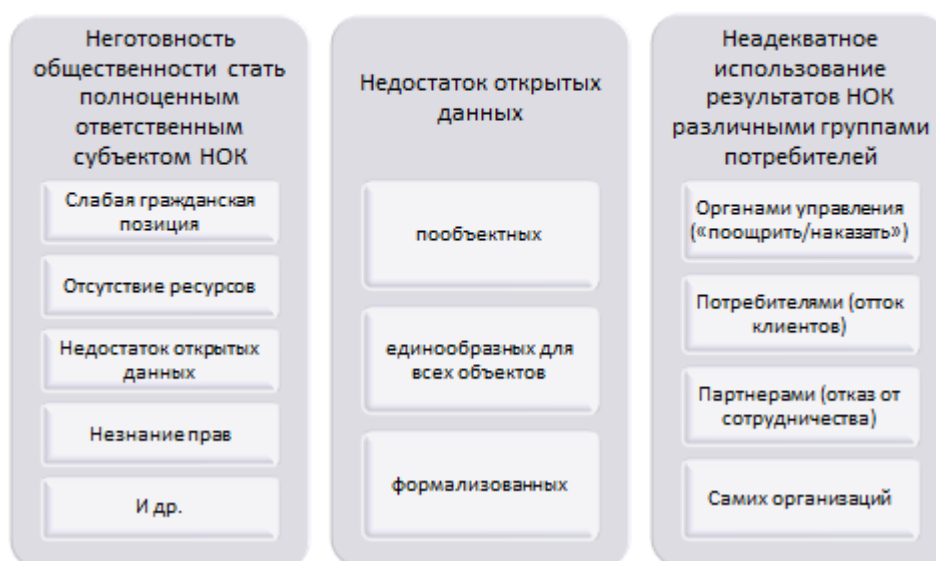 Неготовность
общественности стать
полноценным
ответственным
субъектом НОК
Слабая гражданская
позиция
Отсутствие ресурсов
Недостаток открытых
данных
Незнание прав
И др.
Недостаток открытых
данных
пообъектных
единообразных для
всех объектов
формализованных
Неадекватное
использование
результатов НОК
различными группами
потребителей
Органами управления
(«поощрить/наказать»)
Потребителями (отток
клиентов)
Партнерами (отказ от
сотрудничества)
Самих организаций